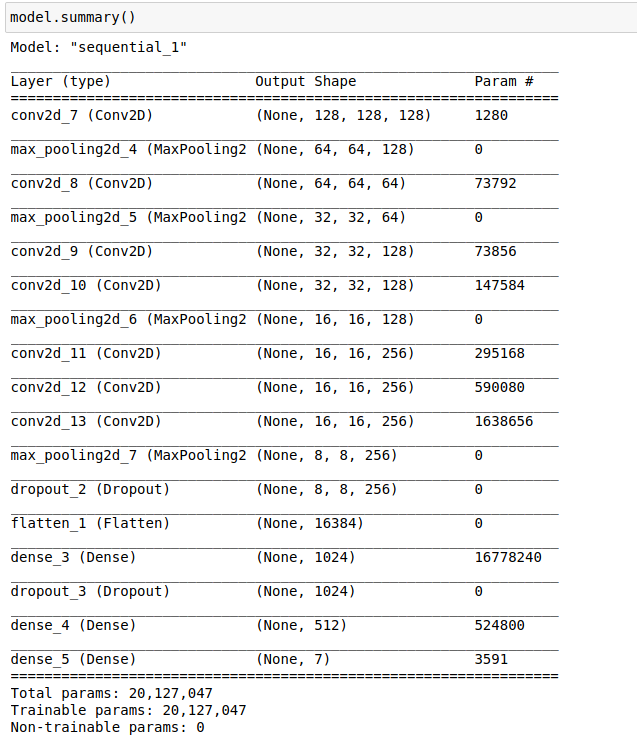 model.summary()
Model: "sequential_1"
Layer (type) Output Shape Param #
=================================================================
conv2d_7 (Conv2D) (None, 128, 128, 128) 1280
max_pooling2d_4 (MaxPooling2 (None, 64, 64, 128) 0
conv2d_8 (Conv2D) (None, 64, 64, 64) 73792
max_pooling2d_5 (MaxPooling2 (None, 32, 32, 64) 0
conv2d_9 (Conv2D) (None, 32, 32, 128) 73856
conv2d_10 (Conv2D) (None, 32, 32, 128) 147584
max_pooling2d_6 (MaxPooling2 (None, 16, 16, 128) 0
conv2d_11 (Conv2D) (None, 16, 16, 256) 295168
conv2d_12 (Conv2D) (None, 16, 16, 256) 590080
conv2d_13 (Conv2D) (None, 16, 16, 256) 1638656
max_pooling2d_7 (MaxPooling2 (None, 8, 8, 256) 0
dropout_2 (Dropout) (None, 8, 8, 256) 0
flatten_1 (Flatten) (None, 16384) 0
dense_3 (Dense) (None, 1024) 16778240
dropout_3 (Dropout) (None, 1024) 0
dense_4 (Dense) (None, 512) 524800
dense_5 (Dense) (None, 7) 3591
=================================================================
Total params: 20,127,047
Trainable params: 20,127,047
Non-trainable params: 0